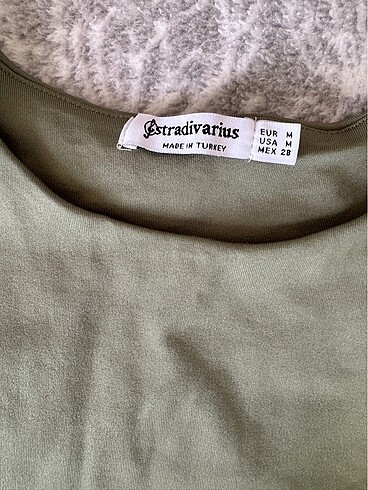 Stradivarius
MADE IN TURKEY
EUR M
USA M
MEX 28